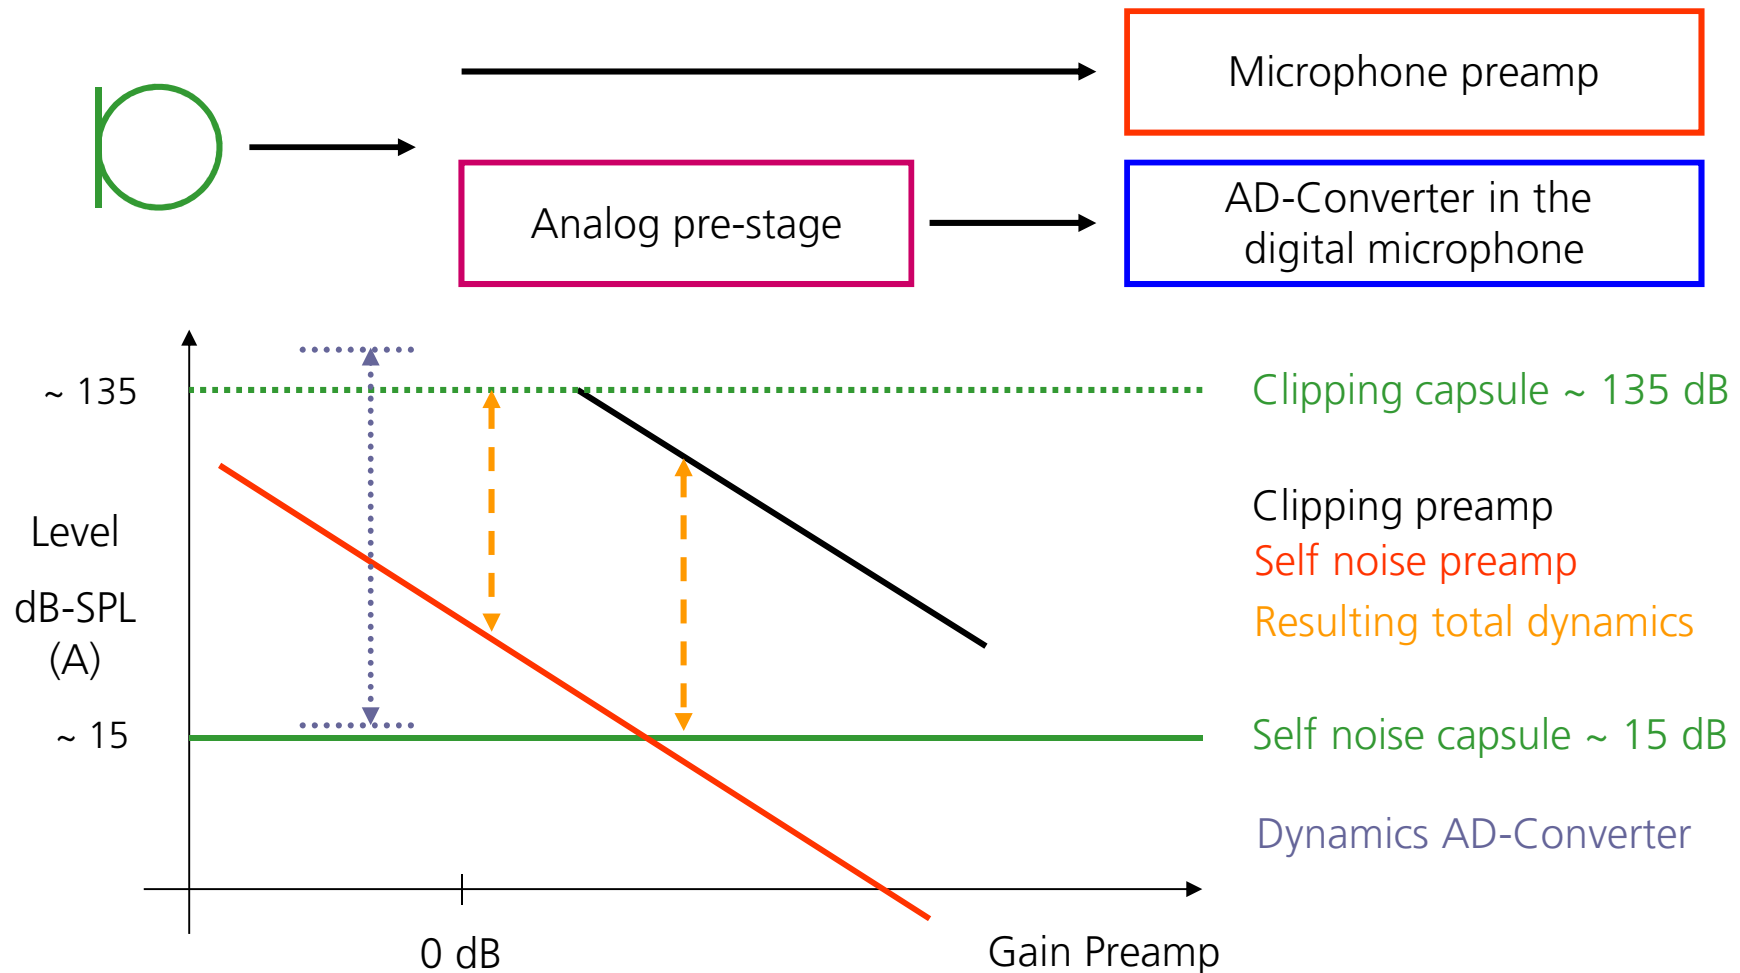 Microphone preamp
Analog pre-stage
AD-Converter in the
digital microphone
~ 135
Clipping capsule ~ 135 dB
Level
dB-SPL
(A)
Clipping preamp
Self noise preamp
Resulting total dynamics
~ 15
Self noise capsule ~ 15 dB
Dynamics AD-Converter
0 dB
Gain Preamp